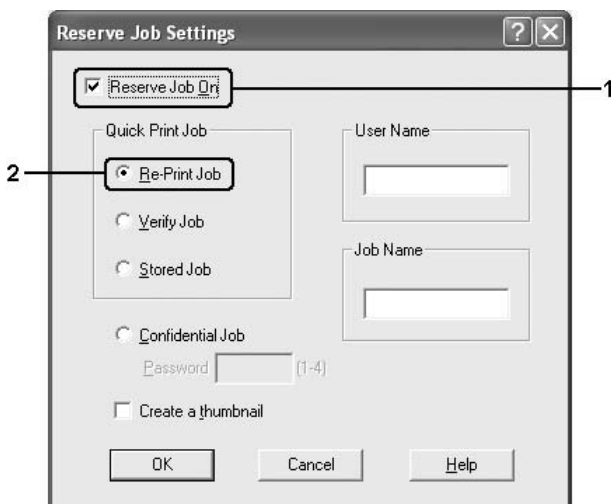 Reserve Job Settings
Reserve Job On
1
Quick Print Job
User Name
2
Re-Print Job
Verify Job
Job Name
Stored Job
Confidential Job
Password
(1-4)
Create a thumbnail
OK
Cancel
Help